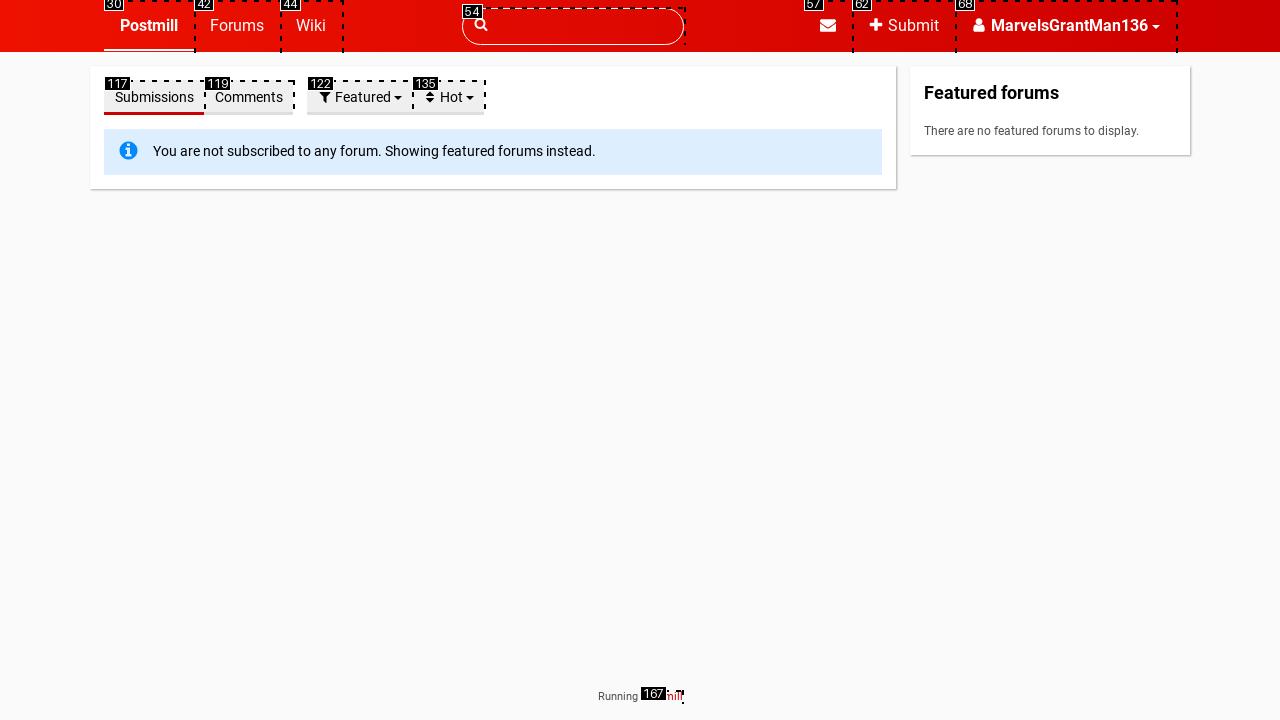 30 42 44 54 57 62 68
Postmill Forums Wiki Submit MarvelsGrantMan136
117 119 122 135
Submissions Comments Featured Hot
You are not subscribed to any forum. Showing featured forums instead.
Featured forums
There are no featured forums to display.
Running 167 mill